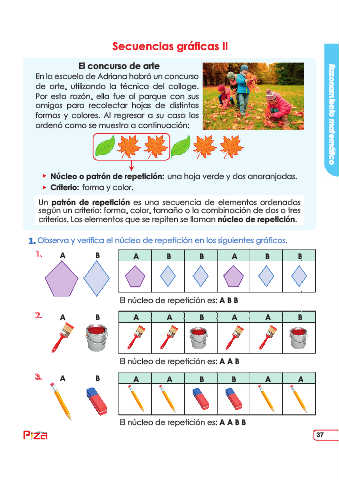 Secuencias gráficas II
El concurso de arte
En la escuela de Adriana habrá un concurso
de arte, utilizando la técnica del collage.
Por esta razón, ella fue al parque con sus
amigos para recolectar hojas de distintas
formas y colores. Al regresar a su casa las
ordenó como se muestra a continuación:
Núcleo o patrón de repetición: una hoja verde y dos anaranjadas.
Criterio: forma y color.
Un patrón de repetición es una secuencia de elementos ordenados
según un criterio: forma, color, tamaño o la combinación de dos o tres
criterios. Los elementos que se repiten se llaman núcleo de repetición.
Razonamiento matemático
1. Observa y verifica el núcleo de repetición en los siguientes gráficos.
1. A B A B B A B B
El núcleo de repetición es: A B B
2. A B A A B A A B
El núcleo de repetición es: A A B
3. A B A A B B A A
El núcleo de repetición es: A A B B
Pizza
37